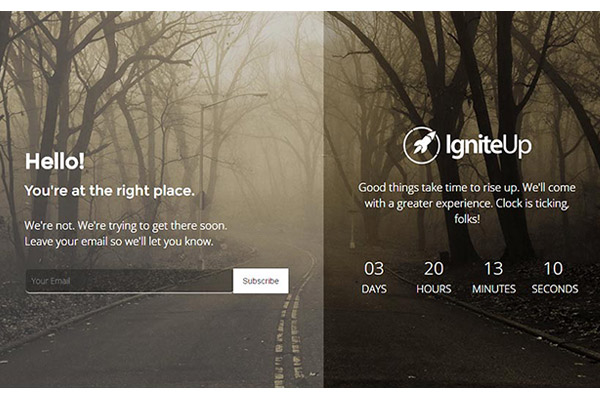 Hello!
You're at the right place.
We're not. We're trying to get there soon.
Leave your email so we'll let you know.
Your Email
Subscribe
IgniteUp
Good things take time to rise up. We'll come
with a greater experience. Clock is ticking,
folks!
03 20 13 10
DAYS HOURS MINUTES SECONDS